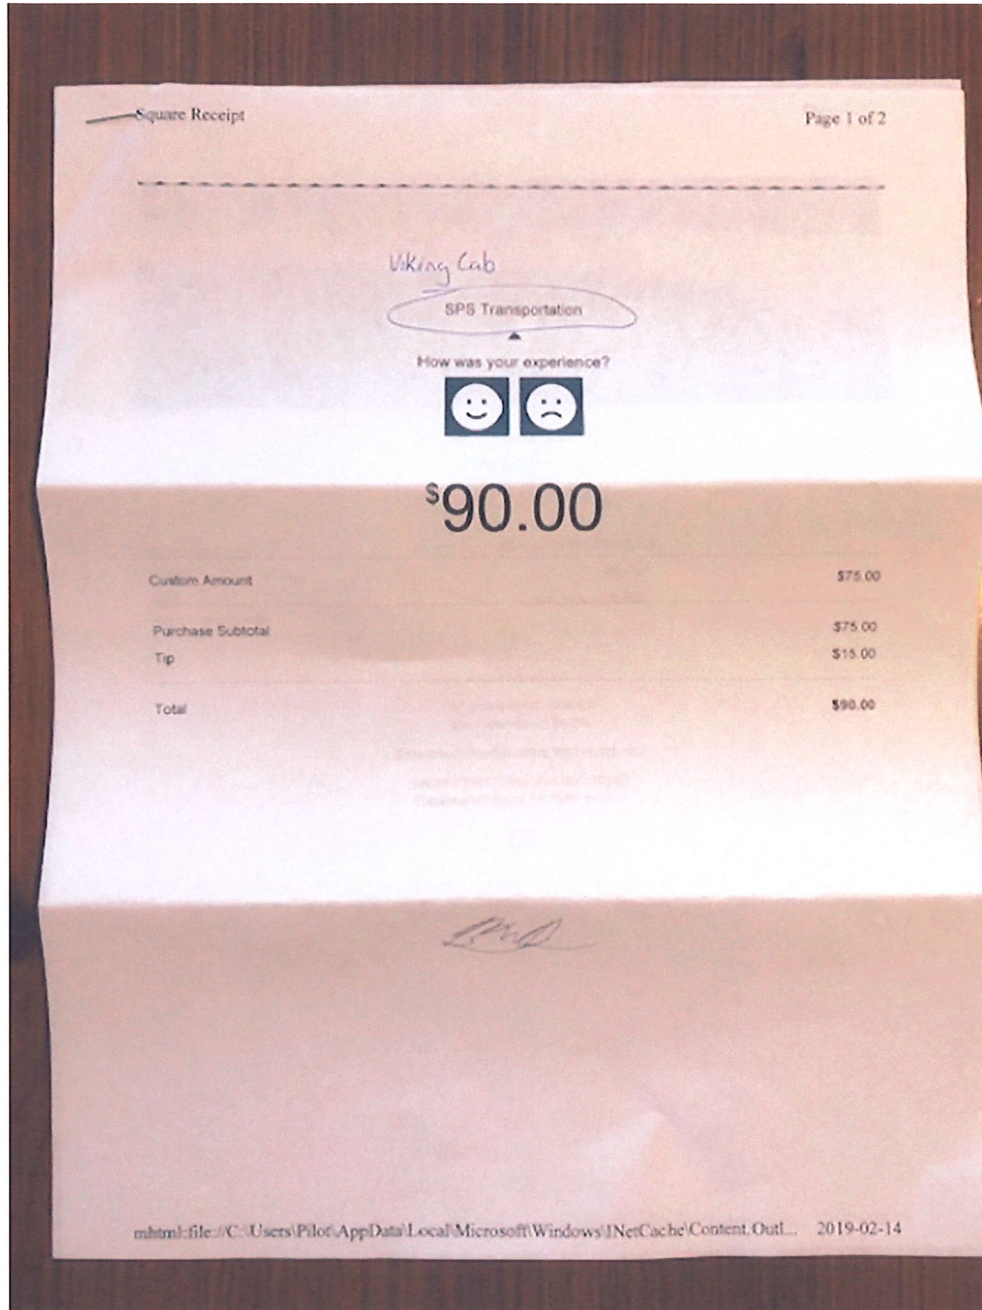 Square Receipt Page 1 of 2
Viking Cab
SPS Transportation
How was your experience?
$90.00
Custom Amount $75.00
Purchase Subtotal $75.00
Tip $15.00
Total $90.00
mhtml:file://C:\Users\Pilot\AppData\Local\Microsoft\Windows\INetCache\Content.Outl... 2019-02-14